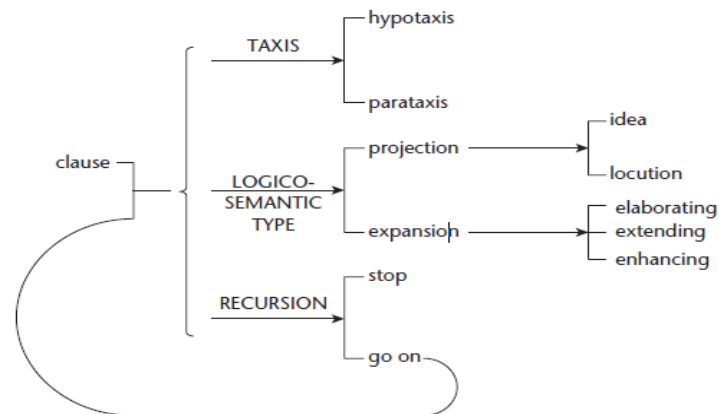 hypotaxis
TAXIS
parataxis
idea
clause
projection
locution
LOGICO-
SEMANTIC
TYPE
elaborating
expansion
extending
enhancing
stop
RECURSION
go on